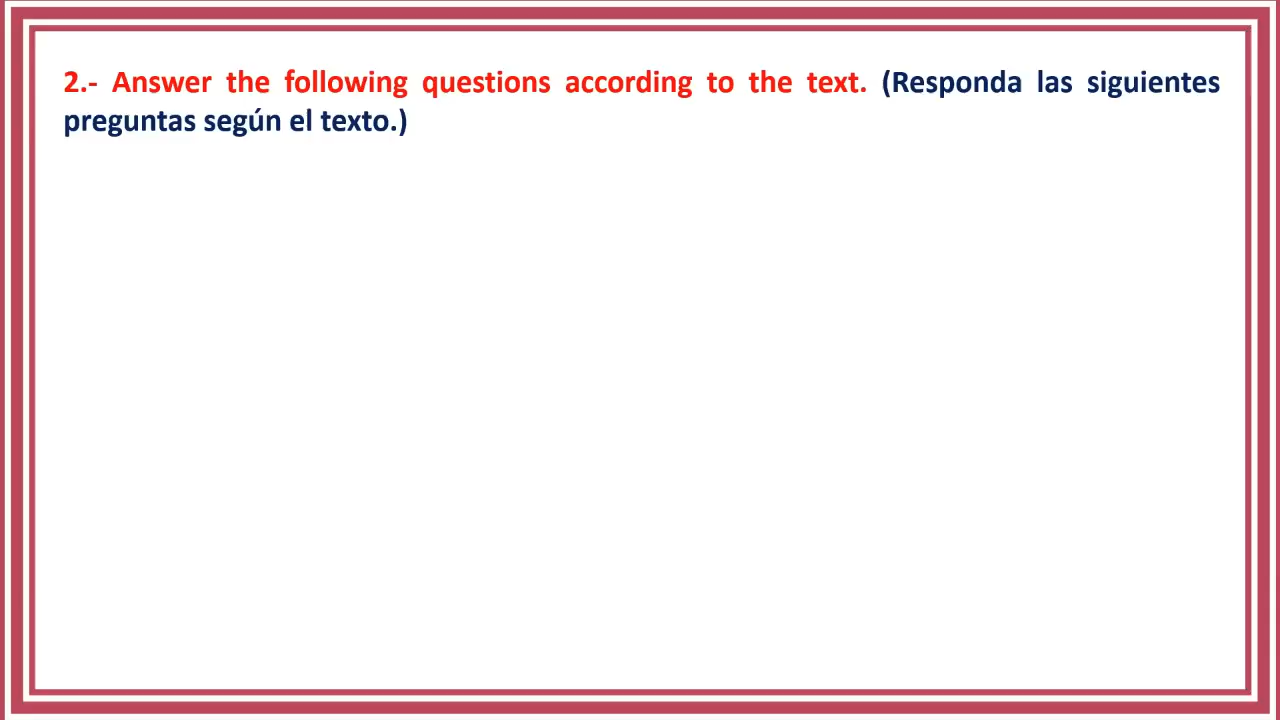 2.- Answer the following questions according to the text. (Responda las siguientes
preguntas según el texto.)